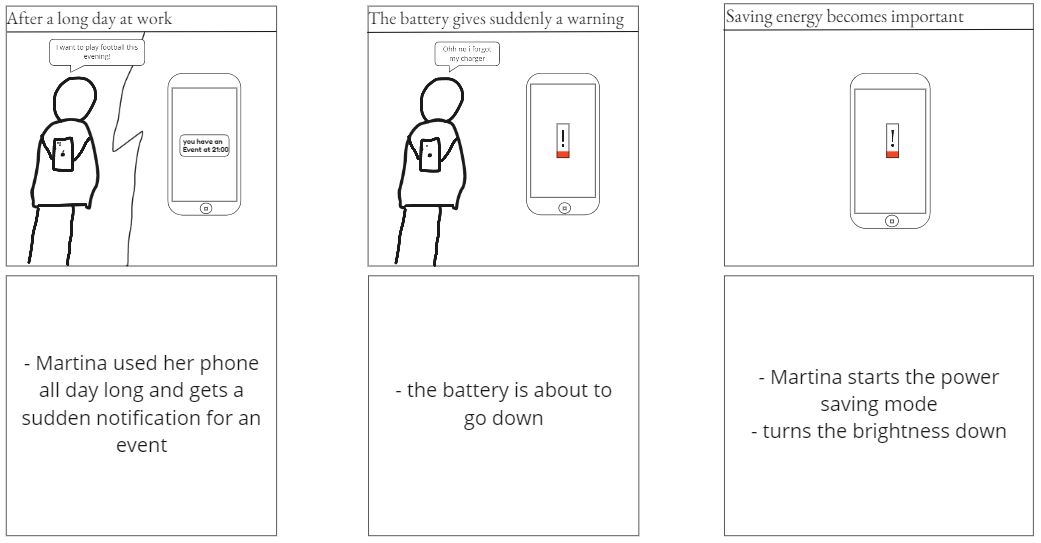 After a long day at work
I want to play football this
evening!
you have an
Event at 21:00
The battery gives suddenly a warning
Ohh no i forgot
my charger
!
Saving energy becomes important
!
- Martina used her phone
all day long and gets a
sudden notification for an
event
- the battery is about to
go down
- Martina starts the power
saving mode
- turns the brightness down